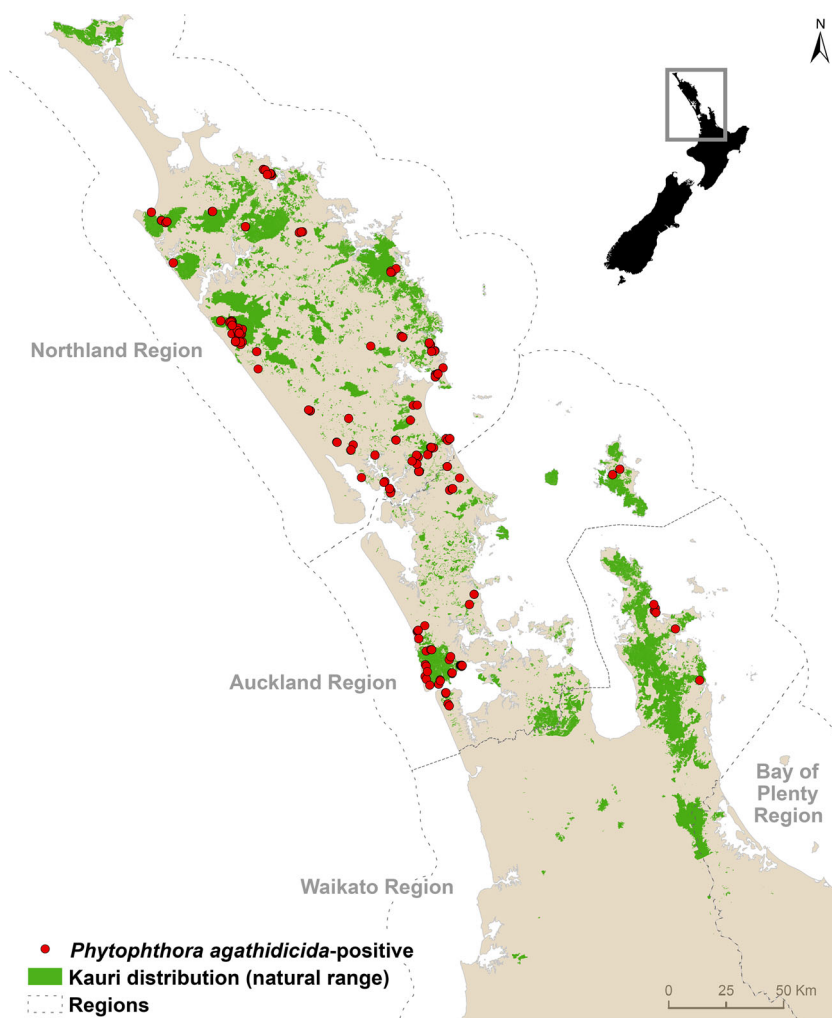 N
Northland Region
Auckland Region
Bay of
Plenty
Region
Waikato Region
Phytophthora agathidicida-positive
Kauri distribution (natural range)
Regions
0 25 50 Km